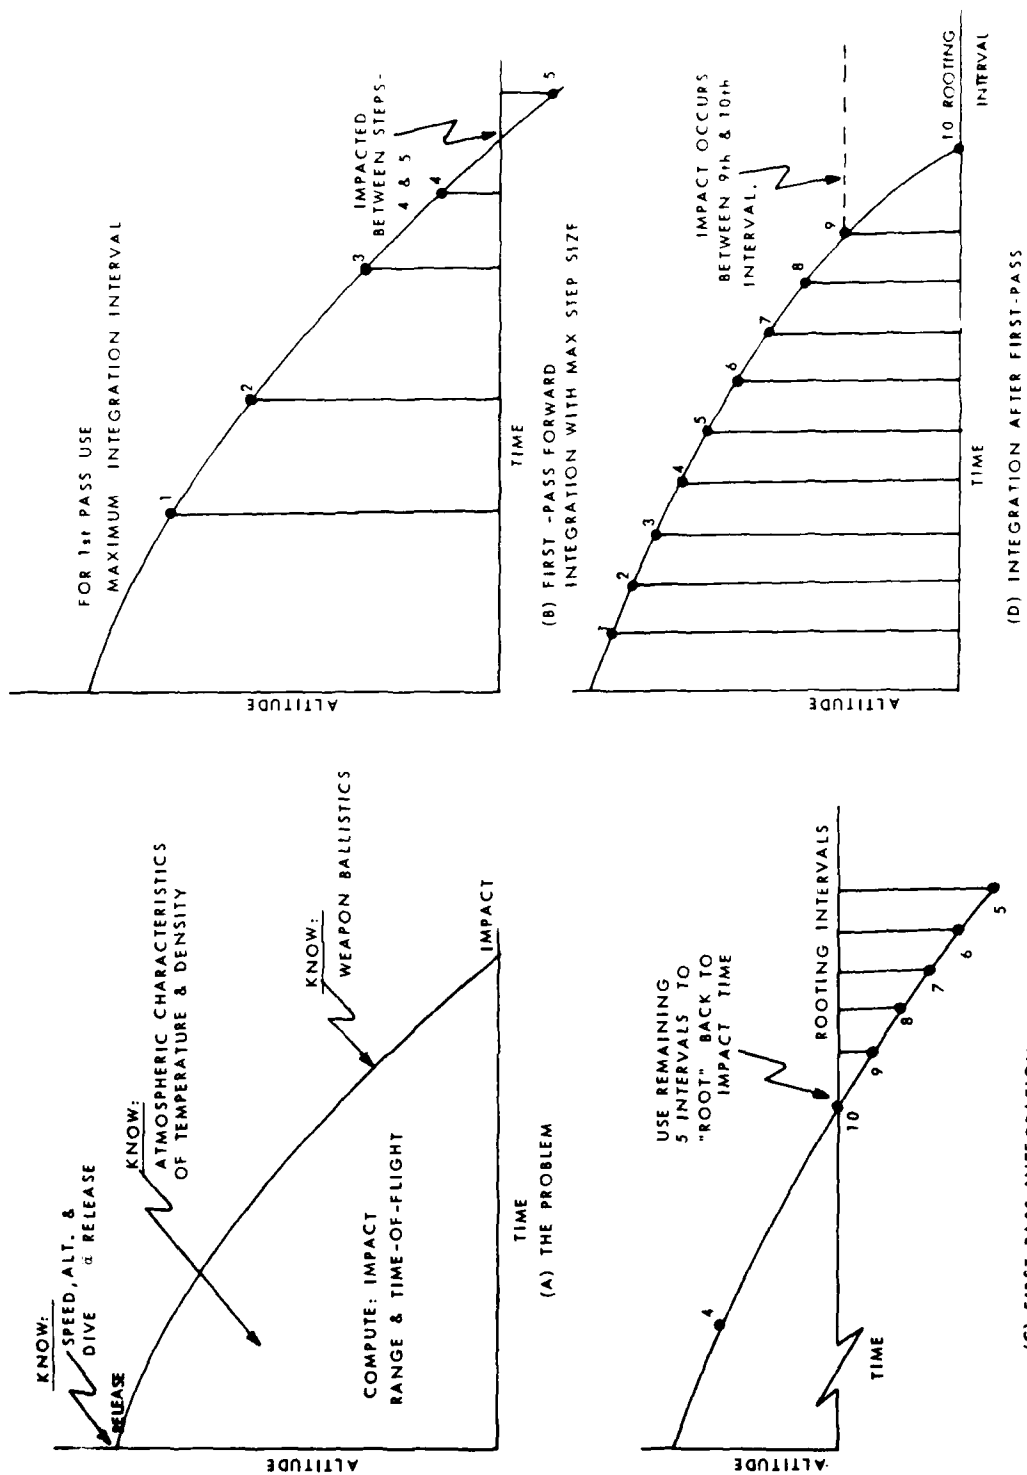 KNOW:
SPEED, ALT. &
DIVE @ RELEASE
RELEASE
KNOW:
ATMOSPHERIC CHARACTERISTICS
OF TEMPERATURE & DENSITY
KNOW:
WEAPON BALLISTICS
COMPUTE: IMPACT
RANGE & TIME-OF-FLIGHT
IMPACT
ALTITUDE
TIME
(A) THE PROBLEM
FOR 1st PASS USE
MAXIMUM INTEGRATION INTERVAL
1
2
3
4
5
IMPACTED
BETWEEN STEPS-
4 & 5
ALTITUDE
TIME
(B) FIRST -PASS FORWARD
INTEGRATION WITH MAX STEP SIZE
USE REMAINING
5 INTERVALS TO
"ROOT" BACK TO
IMPACT TIME
ROOTING INTERVALS
4
10
9
8
7
6
5
ALTITUDE
TIME
1
2
3
4
5
6
7
8
9
IMPACT OCCURS
BETWEEN 9th & 10th
INTERVAL.
10 ROOTING
INTERVAL
ALTITUDE
TIME
(D) INTEGRATION AFTER FIRST-PASS